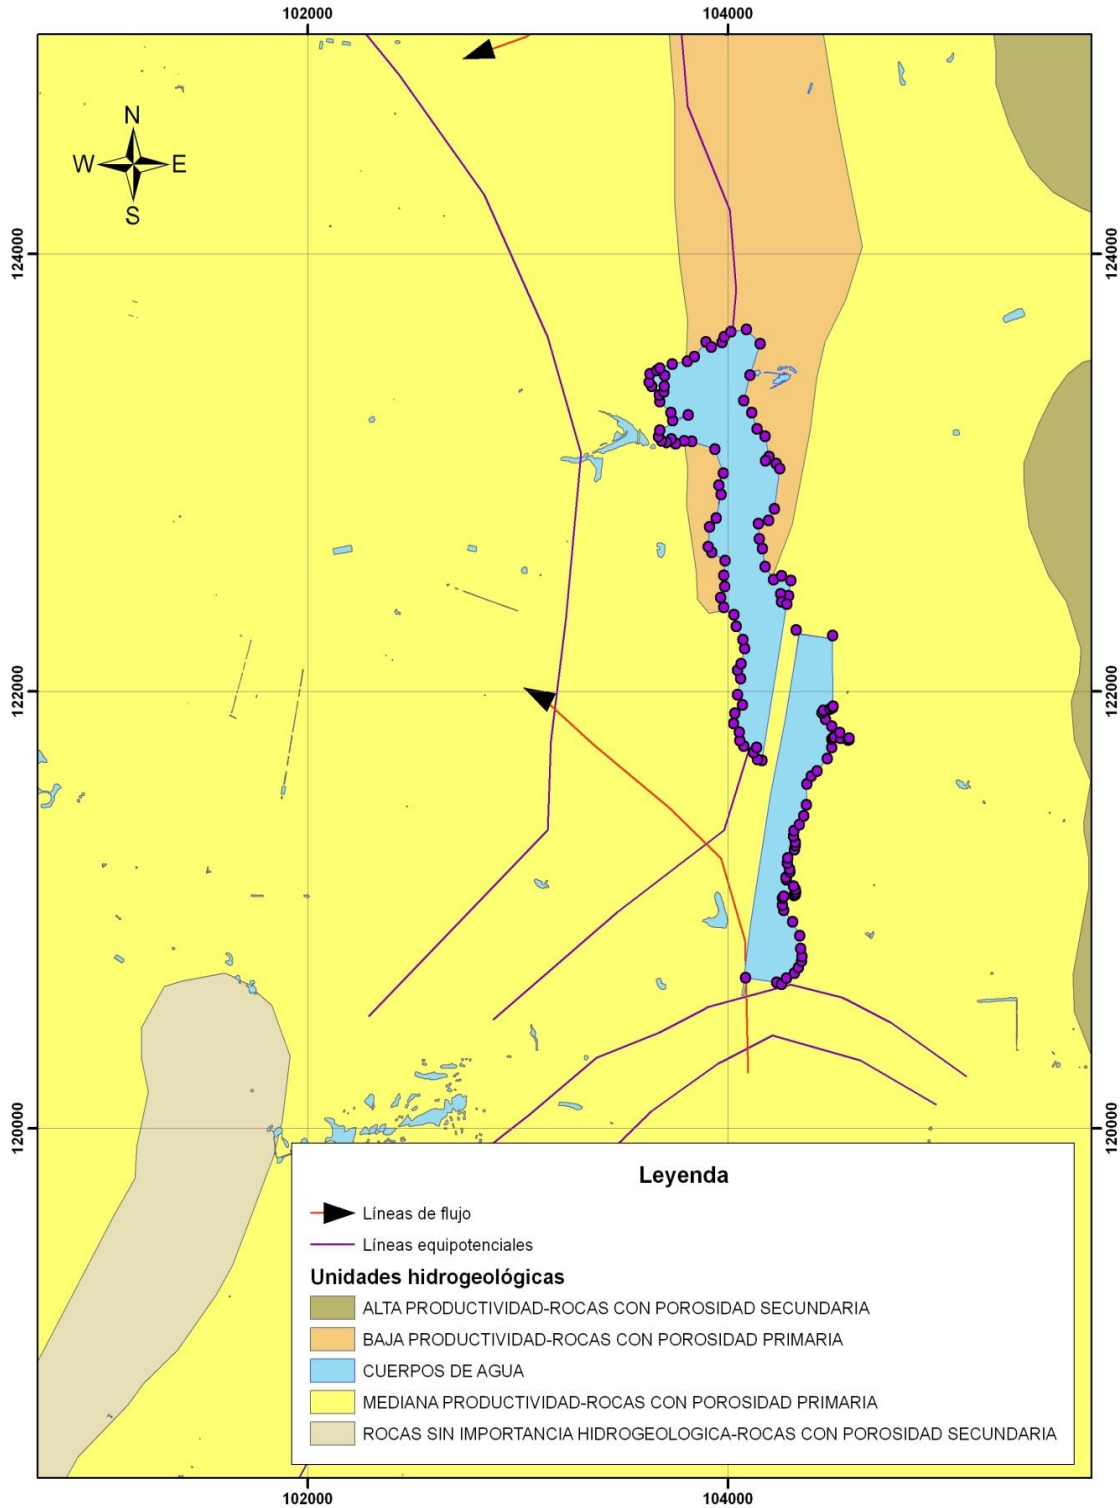 102000
104000
N
W
E
S
124000
124000
122000
122000
120000
120000
Leyenda
Líneas de flujo
Líneas equipotenciales
Unidades hidrogeológicas
ALTA PRODUCTIVIDAD-ROCAS CON POROSIDAD SECUNDARIA
BAJA PRODUCTIVIDAD-ROCAS CON POROSIDAD PRIMARIA
CUERPOS DE AGUA
MEDIANA PRODUCTIVIDAD-ROCAS CON POROSIDAD PRIMARIA
ROCAS SIN IMPORTANCIA HIDROGEOLOGICA-ROCAS CON POROSIDAD SECUNDARIA
102000
104000